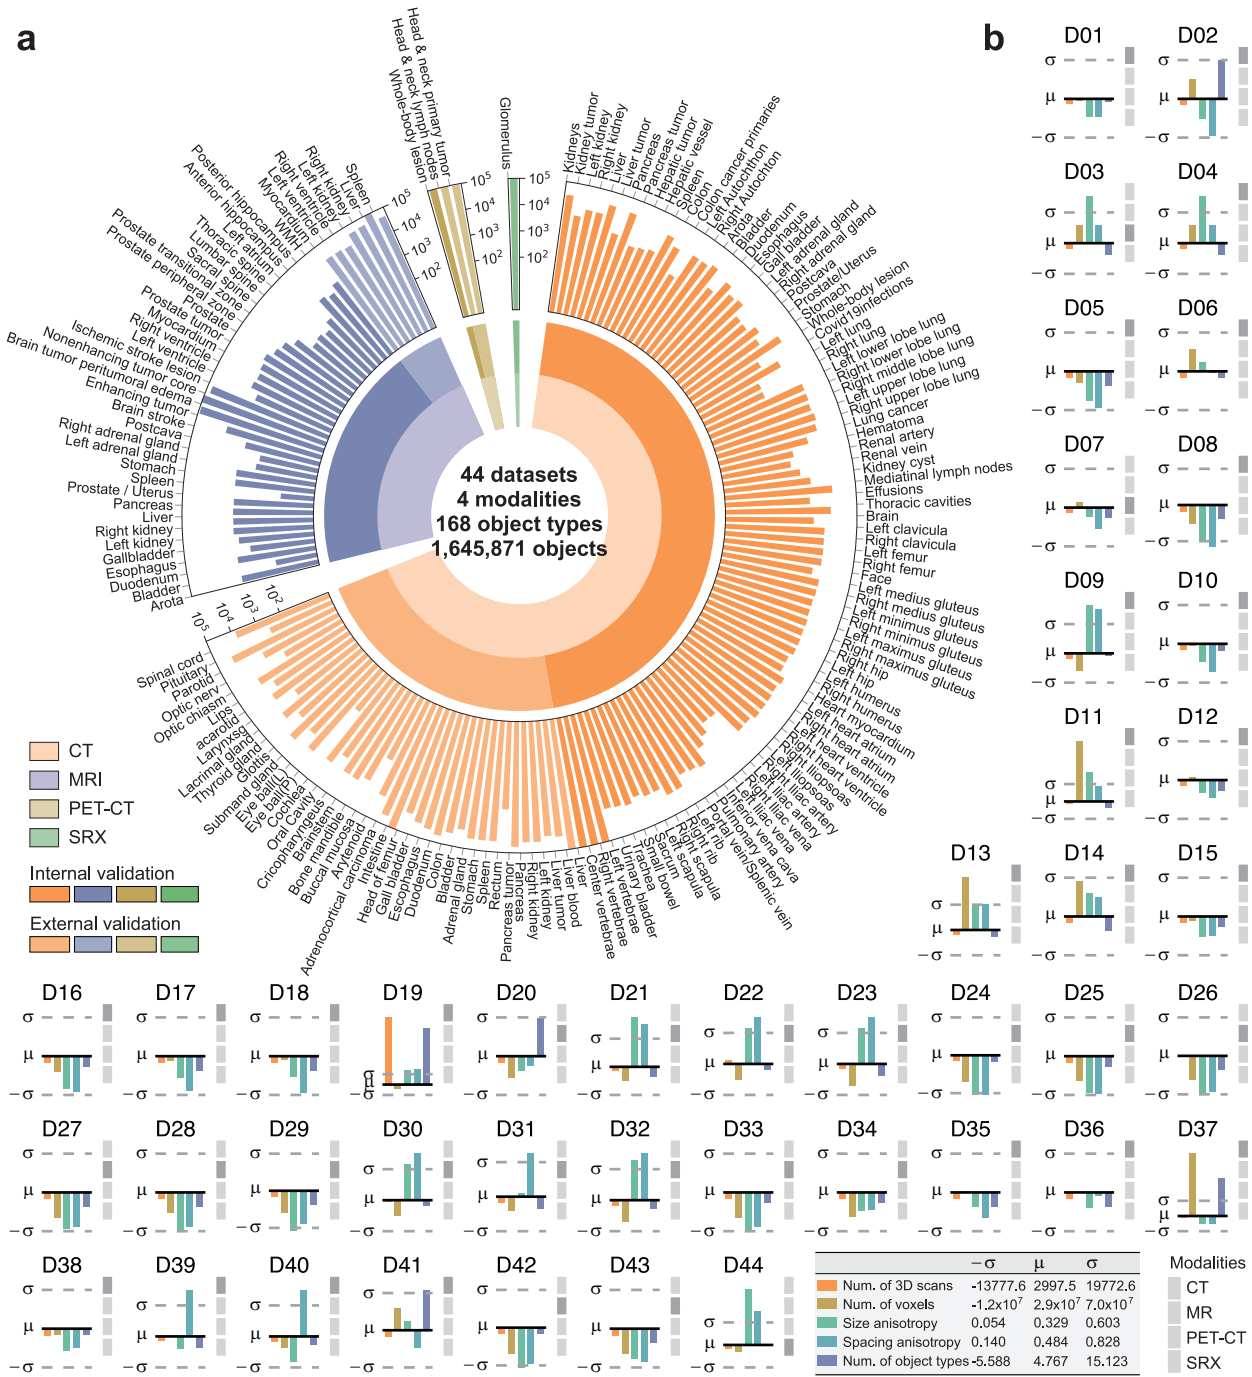 a
b
Whole-body lesion
Head & neck lymph nodes
Head & neck primary tumor
Glomerulus
10⁵
10⁴
10³
10²
10⁵
10⁴
10³
10²
10⁵
10⁴
10³
10²
10⁵
10⁴
10³
10²
Kidneys
Kidney tumor
Left kidney
Right kidney
Liver
Liver tumor
Pancreas
Pancreas tumor
Hepatic tumor
Hepatic vessel
Spleen
Colon
Colon cancer primaries
Left Autochthon
Right Autochton
Arota
Bladder
Duodenum
Esophagus
Gall bladder
Left adrenal gland
Right adrenal gland
Postcava
Prostate/Uterus
Stomach
Whole-body lesion
Covid19infections
Left lung
Right lung
Left lower lobe lung
Right lower lobe lung
Right middle lobe lung
Left upper lobe lung
Right upper lobe lung
Lung cancer
Hematoma
Renal artery
Renal vein
Kidney cyst
Mediatinal lymph nodes
Effusions
Thoracic cavities
Brain
Left clavicula
Right clavicula
Left femur
Right femur
Face
Left medius gluteus
Right medius gluteus
Left minimus gluteus
Right minimus gluteus
Left maximus gluteus
Right maximus gluteus
Left hip
Right hip
Left humerus
Right humerus
Heart myocardium
Left heart atrium
Right heart atrium
Left heart ventricle
Right heart ventricle
Left Iliopsoas
Right Iliopsoas
Left iliac artery
Right iliac artery
Left iliac vena
Right iliac vena
Inferior vena cava
Pulmonary artery
Portal vein/Splenic vein
Left rib
Right rib
Left scapula
Right scapula
Sacrum
Small bowel
Trachea
Urinary bladder
Left vertebrae
Right vertebrae
Center vertebrae
Liver
Liver blood
Liver tumor
Left kidney
Right kidney
Pancreas
Pancreas tumor
Rectum
Spleen
Stomach
Adrenal gland
Bladder
Colon
Duodenum
Escophagus
Gall bladder
Head of femur
Intestine
Adrenocortical carcinoma
Arytenoid
Buccal mucosa
Bone mandible
Brainstem
Cricopharyngeus
Oral Cavity
Cochlea
Eye ball(P)
Eye ball(L)
Submand gland
Glottis
Thyroid gland
Lacrimal gland
Larynxsg
acarotid
Lips
Optic chiasm
Optic nerv
Parotid
Pituitary
Spinal cord
Arota
Bladder
Duodenum
Esophagus
Gallbladder
Left kidney
Right kidney
Liver
Pancreas
Prostate / Uterus
Spleen
Stomach
Left adrenal gland
Right adrenal gland
Postcava
Brain stroke
Enhancing tumor
Brain tumor peritumoral edema
Nonenhancing tumor core
Ischemic stroke lesion
Left ventricle
Right ventricle
Myocardium
Prostate tumor
Prostate
Prostate peripheral zone
Prostate transitional zone
Sacral spine
Lumbar spine
Thoracic spine
Left atrium
Anterior hippocampus
Posterior hippocampus
WMH
Myocardium
Left ventricle
Right ventricle
Left kidney
Right kidney
Liver
Spleen
44 datasets
4 modalities
168 object types
1,645,871 objects
CT
MRI
PET-CT
SRX
Internal validation
External validation
D01
D02
σ
μ
−σ
D03
D04
σ
μ
−σ
D05
D06
σ
μ
−σ
D07
D08
σ
μ
−σ
D09
D10
σ
μ
−σ
σ
μ
−σ
D11
D12
σ
μ
−σ
σ
μ
−σ
D13
D14
D15
σ
μ
−σ
σ
μ
−σ
σ
μ
−σ
D16
D17
D18
D19
D20
D21
D22
D23
D24
D25
D26
σ
μ
−σ
σ
μ
−σ
σ
μ
−σ
σ
μ
−σ
σ
μ
−σ
σ
μ
−σ
σ
μ
−σ
σ
μ
−σ
σ
μ
−σ
σ
μ
−σ
σ
μ
−σ
D27
D28
D29
D30
D31
D32
D33
D34
D35
D36
D37
σ
μ
−σ
σ
μ
−σ
σ
μ
−σ
σ
μ
−σ
σ
μ
−σ
σ
μ
−σ
σ
μ
−σ
σ
μ
−σ
σ
μ
−σ
σ
μ
−σ
σ
μ
−σ
D38
D39
D40
D41
D42
D43
D44
σ
μ
−σ
σ
μ
−σ
σ
μ
−σ
σ
μ
−σ
σ
μ
−σ
σ
μ
−σ
σ
μ
−σ
−σ μ σ
Num. of 3D scans -13777.6 2997.5 19772.6
Num. of voxels -1.2x10⁷ 2.9x10⁷ 7.0x10⁷
Size anisotropy 0.054 0.329 0.603
Spacing anisotropy 0.140 0.484 0.828
Num. of object types -5.588 4.767 15.123
Modalities
CT
MR
PET-CT
SRX